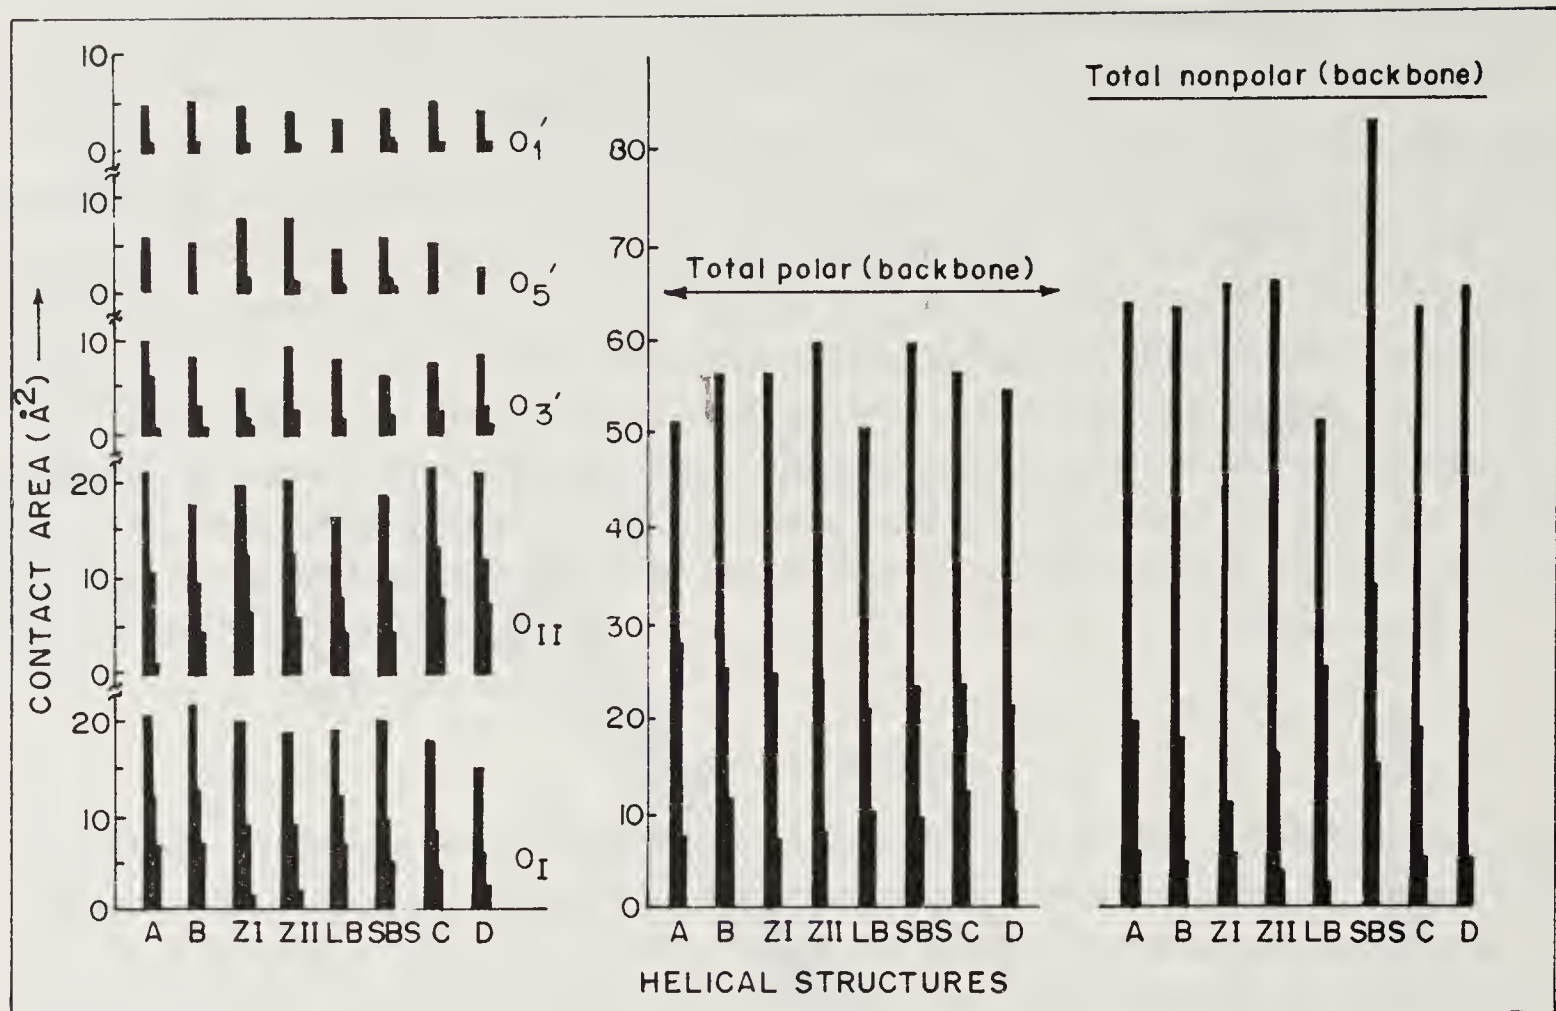 CONTACT AREA (Å²)
10
0
O₁′
10
0
O₅′
10
0
O₃′
20
10
0
O_II
20
10
0
O_I
A B ZI ZII LB SBS C D
Total polar (backbone)
80
70
60
50
40
30
20
10
0
A B ZI ZII LB SBS C D
Total nonpolar (backbone)
A B ZI ZII LB SBS C D
HELICAL STRUCTURES